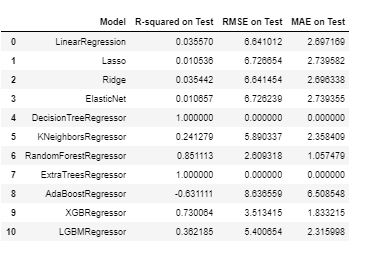 Model R-squared on Test RMSE on Test MAE on Test
0 LinearRegression 0.035570 6.641012 2.697169
1 Lasso 0.010536 6.726654 2.739582
2 Ridge 0.035442 6.641454 2.696338
3 ElasticNet 0.010657 6.726239 2.739355
4 DecisionTreeRegressor 1.000000 0.000000 0.000000
5 KNeighborsRegressor 0.241279 5.890337 2.358409
6 RandomForestRegressor 0.851113 2.609318 1.057479
7 ExtraTreesRegressor 1.000000 0.000000 0.000000
8 AdaBoostRegressor -0.631111 8.636559 6.508548
9 XGBRegressor 0.730064 3.513415 1.833215
10 LGBMRegressor 0.362185 5.400654 2.315998